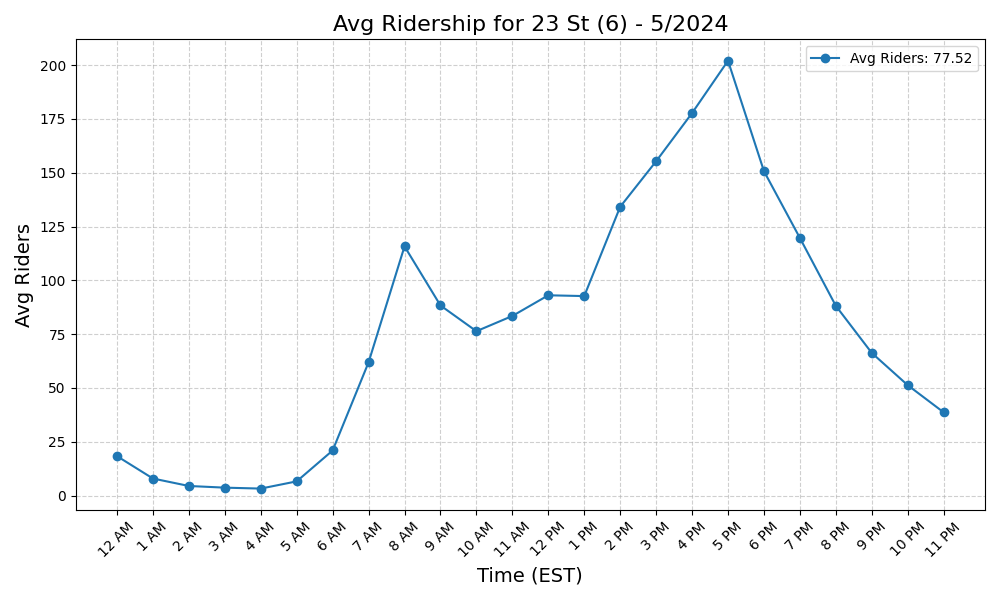 Avg Ridership for 23 St (6) - 5/2024
Avg Riders: 77.52
Avg Riders
200
175
150
125
100
75
50
25
0
12 AM
1 AM
2 AM
3 AM
4 AM
5 AM
6 AM
7 AM
8 AM
9 AM
10 AM
11 AM
12 PM
1 PM
2 PM
3 PM
4 PM
5 PM
6 PM
7 PM
8 PM
9 PM
10 PM
11 PM
Time (EST)